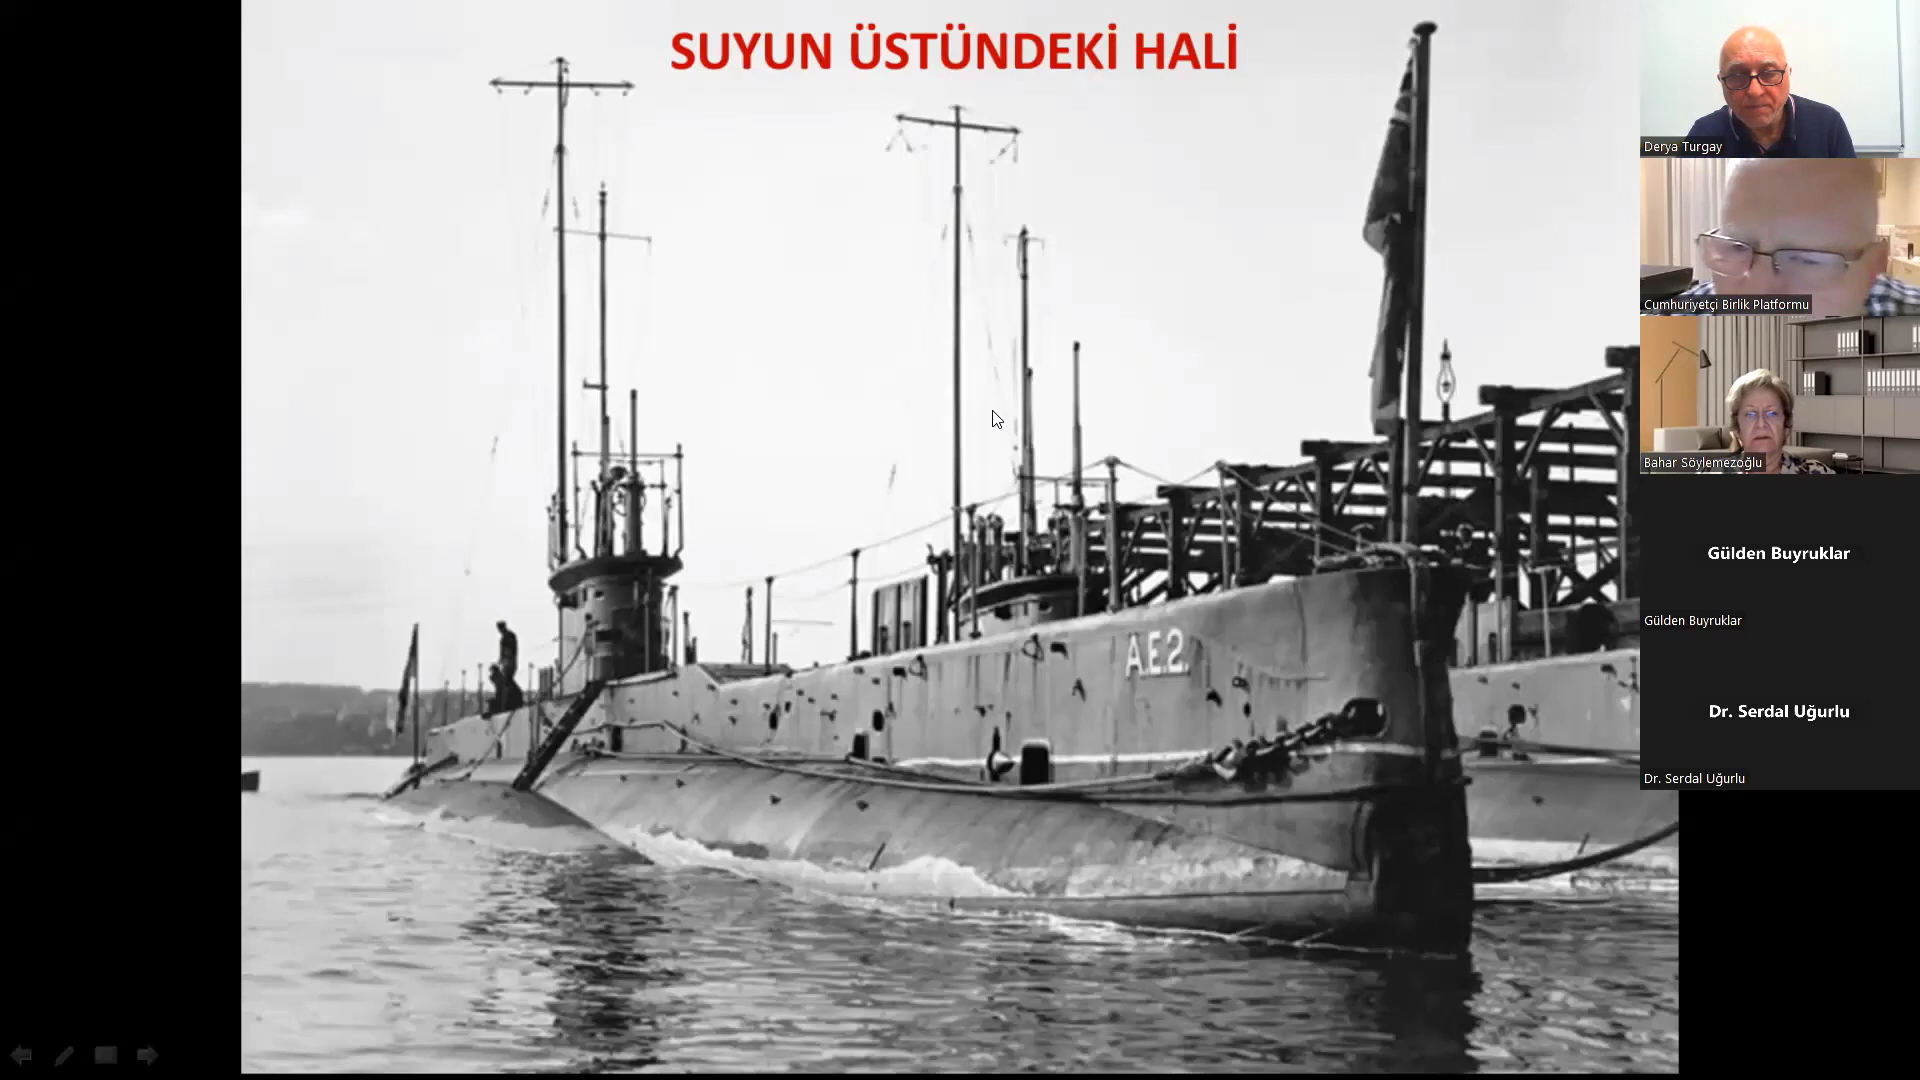 SUYUN ÜSTÜNDEKİ HALİ
A.E.2.
Derya Turgay
Cumhuriyetçi Birlik Platformu
Bahar Söylemezoğlu
Gülden Buyruklar
Gülden Buyruklar
Dr. Serdal Uğurlu
Dr. Serdal Uğurlu